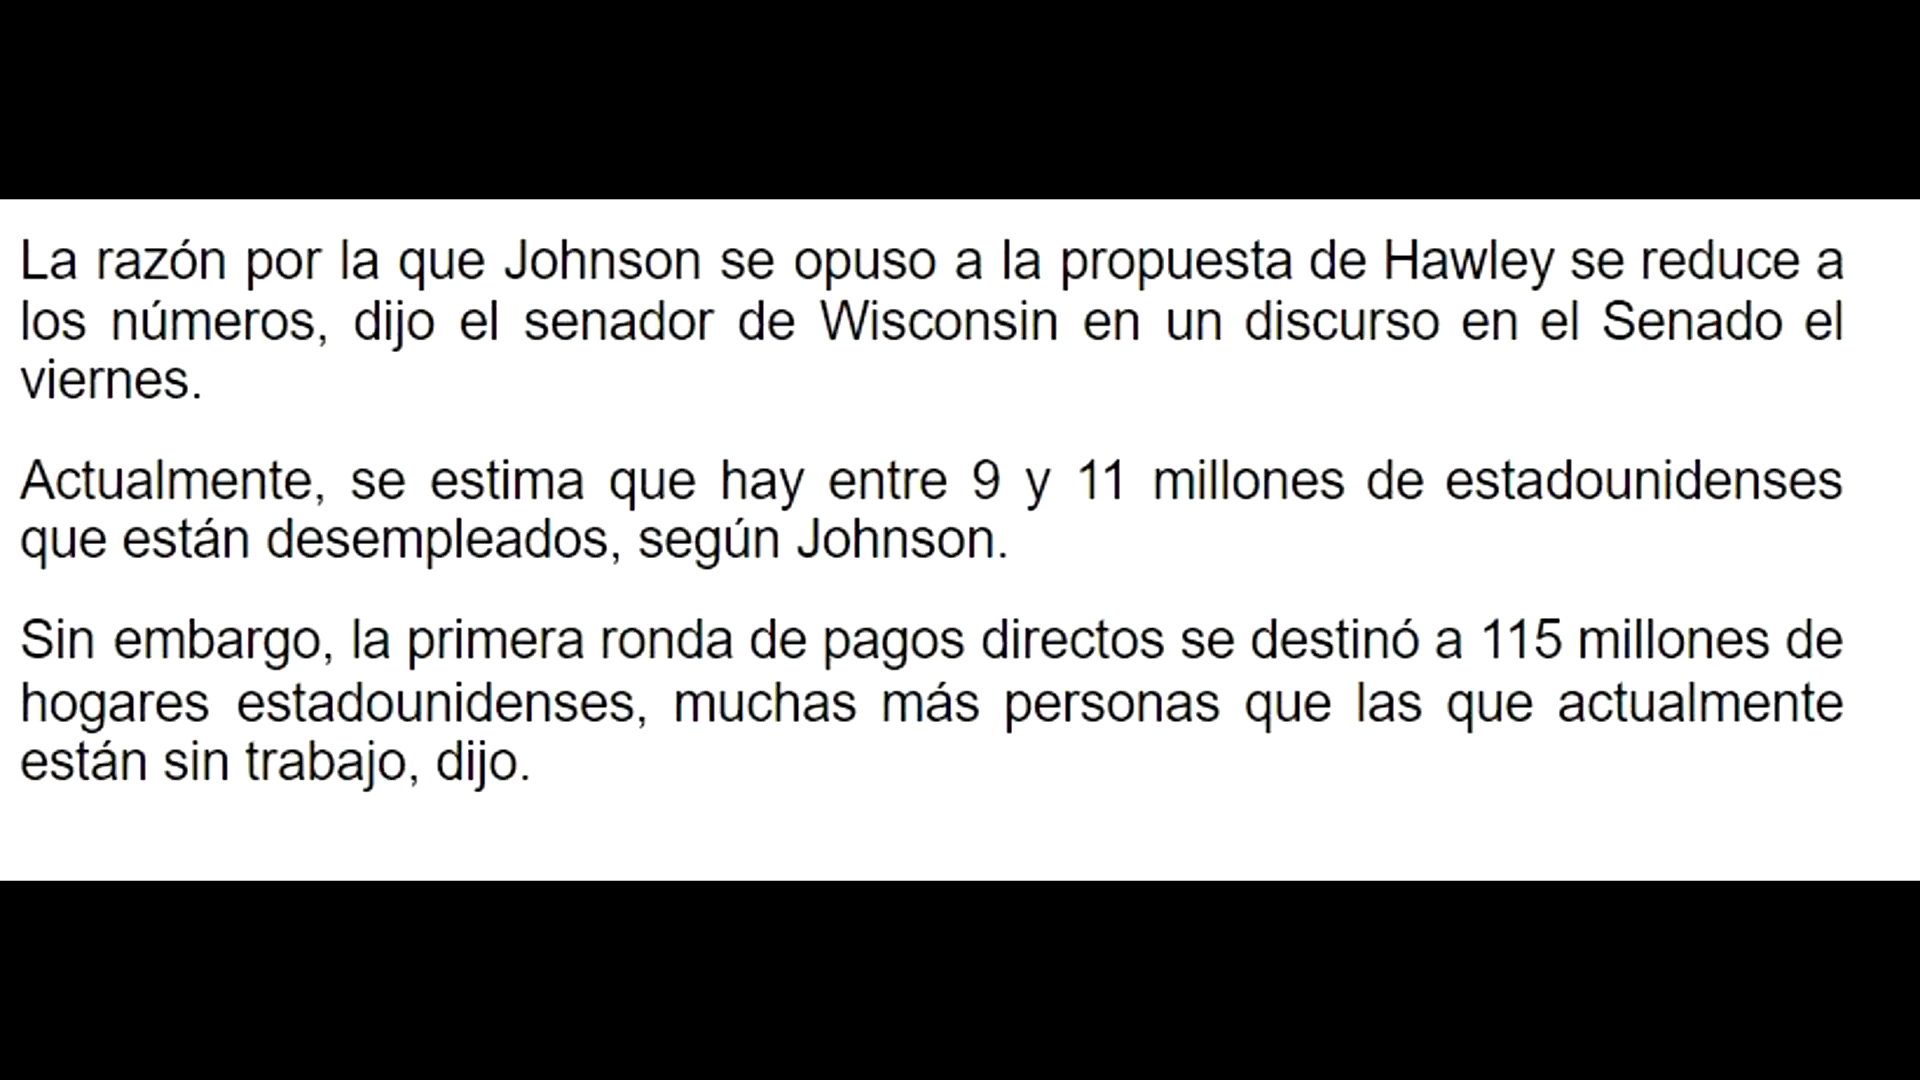 La razón por la que Johnson se opuso a la propuesta de Hawley se reduce a
los números, dijo el senador de Wisconsin en un discurso en el Senado el
viernes.
Actualmente, se estima que hay entre 9 y 11 millones de estadounidenses
que están desempleados, según Johnson.
Sin embargo, la primera ronda de pagos directos se destinó a 115 millones de
hogares estadounidenses, muchas más personas que las que actualmente
están sin trabajo, dijo.